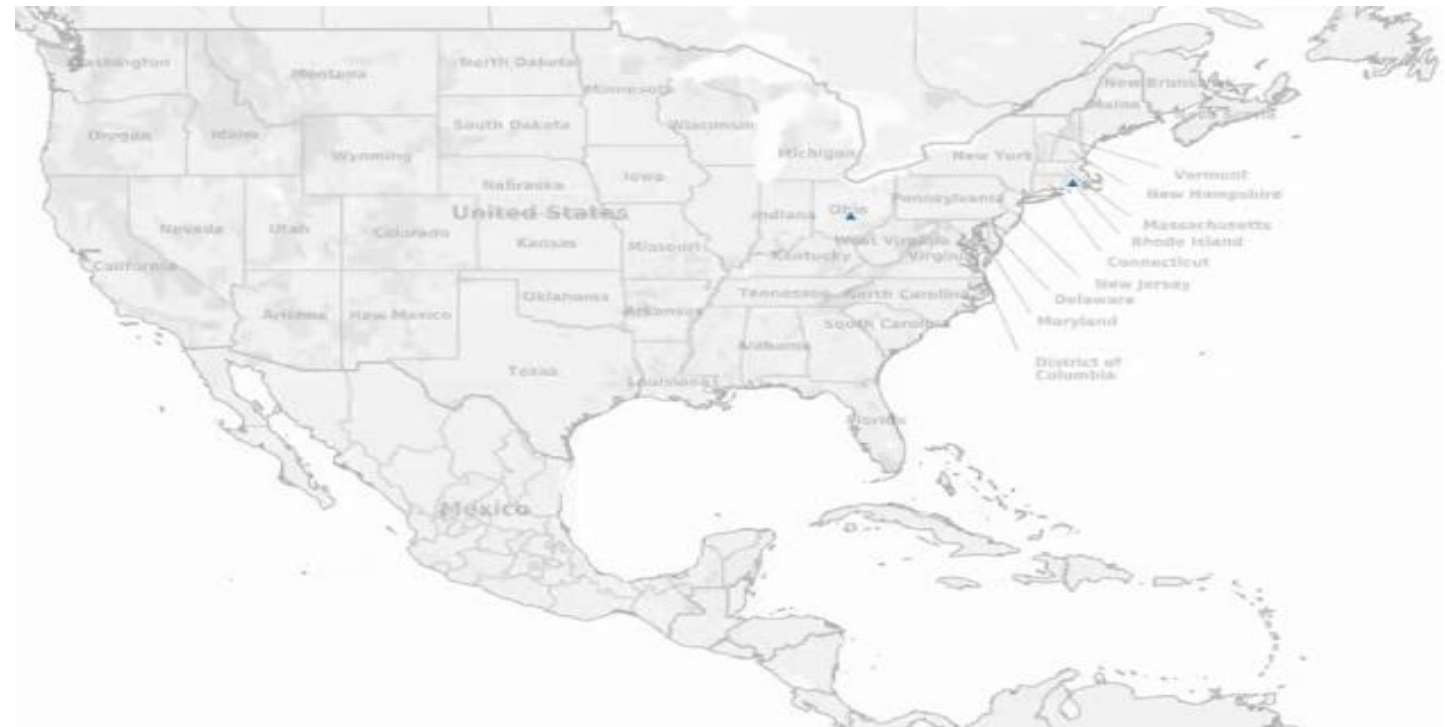 Washington
Montana
North Dakota
Minnesota
New Brunswick
Maine
Oregon
Idaho
Wyoming
South Dakota
Wisconsin
Michigan
New York
Vermont
New Hampshire
Massachusetts
Rhode Island
Connecticut
New Jersey
Delaware
Maryland
District of
Columbia
Nebraska
Iowa
United States
Nevada
Utah
Colorado
Kansas
Missouri
Indiana
Ohio
Pennsylvania
West Virginia
Virginia
Kentucky
California
Arizona
New Mexico
Oklahoma
Arkansas
Tennessee
North Carolina
South Carolina
Alabama
Texas
Louisiana
Florida
Mexico